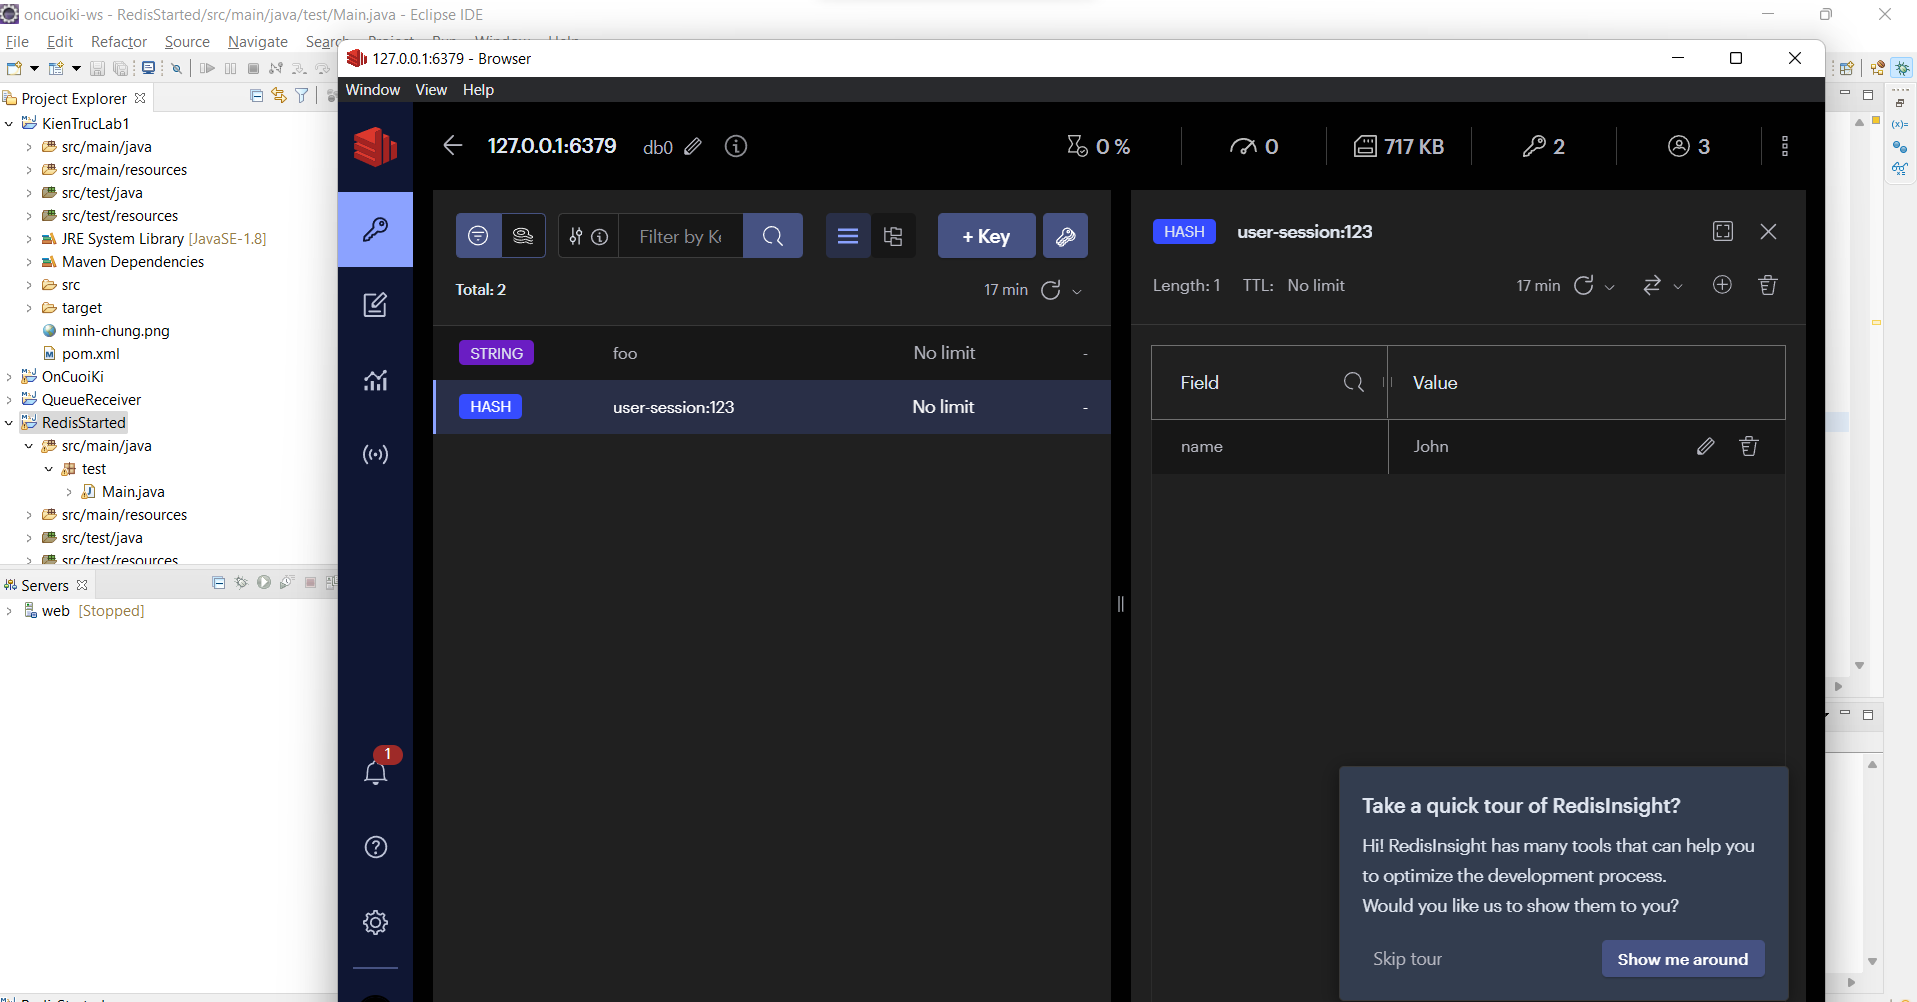 oncuoiki-ws - RedisStarted/src/main/java/test/Main.java - Eclipse IDE
File Edit Refactor Source Navigate Search Project Run Window Help
127.0.0.1:6379 - Browser
Window View Help
Project Explorer
KienTrucLab1
src/main/java
src/main/resources
src/test/java
src/test/resources
JRE System Library [JavaSE-1.8]
Maven Dependencies
src
target
minh-chung.png
pom.xml
OnCuoiKi
QueueReceiver
RedisStarted
src/main/java
test
Main.java
src/main/resources
src/test/java
src/test/resources
Servers
web [Stopped]
127.0.0.1:6379 db0
0 %
0
717 KB
2
3
Filter by Ke
+ Key
Total: 2
17 min
STRING foo No limit -
HASH user-session:123 No limit -
1
HASH user-session:123
Length: 1 TTL: No limit 17 min
Field Value
name John
Take a quick tour of RedisInsight?
Hi! RedisInsight has many tools that can help you
to optimize the development process.
Would you like us to show them to you?
Skip tour Show me around
(x)=